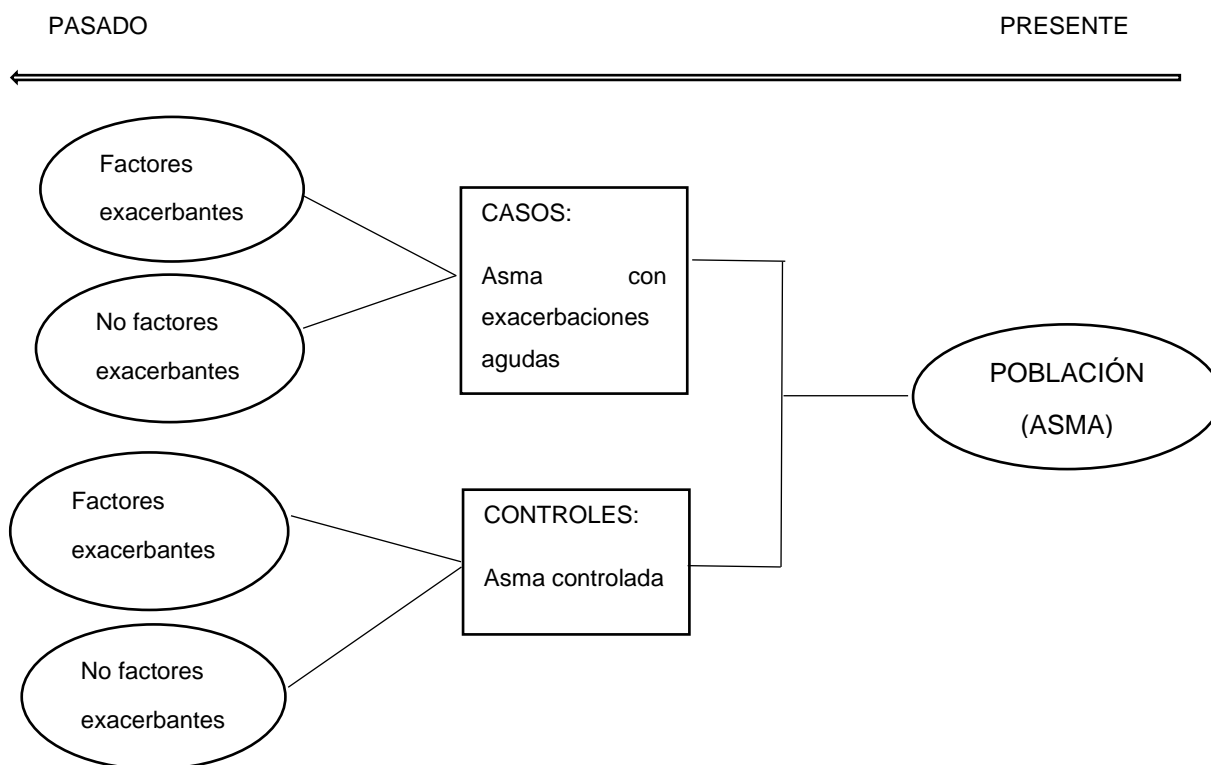 PASADO
PRESENTE
Factores
exacerbantes
No factores
exacerbantes
CASOS:
Asma con
exacerbaciones
agudas
POBLACIÓN
(ASMA)
Factores
exacerbantes
No factores
exacerbantes
CONTROLES:
Asma controlada